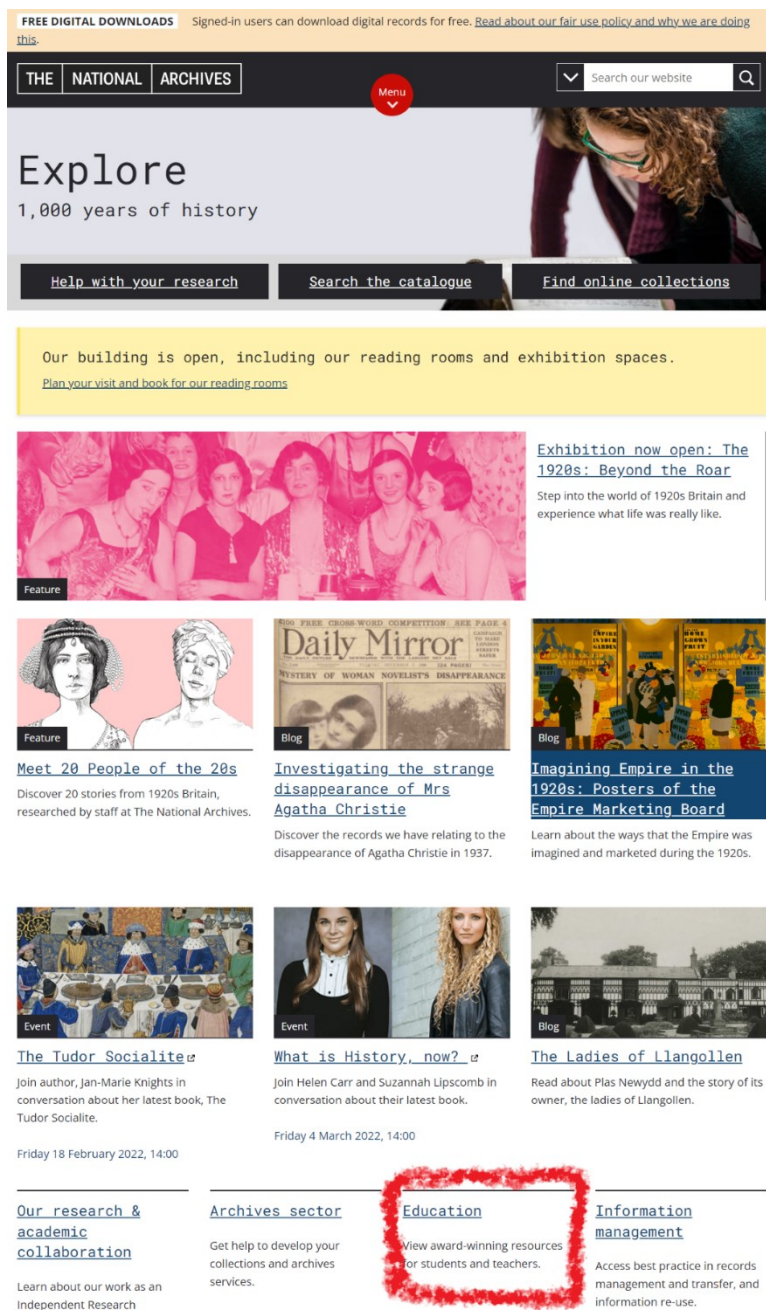 FREE DIGITAL DOWNLOADS Signed-in users can download digital records for free. Read about our fair use policy and why we are doing
this.
THE NATIONAL ARCHIVES
Menu
Search our website
Explore
1,000 years of history
Help with your research
Search the catalogue
Find online collections
Our building is open, including our reading rooms and exhibition spaces.
Plan your visit and book for our reading rooms
Feature
Exhibition now open: The
1920s: Beyond the Roar
Step into the world of 1920s Britain and
experience what life was really like.
Feature
Meet 20 People of the 20s
Discover 20 stories from 1920s Britain,
researched by staff at The National Archives.
FREE CROSS-WORD COMPETITION: SEE PAGE 4
Daily Mirror
MYSTERY OF WOMAN NOVELIST'S DISAPPEARANCE
Blog
Investigating the strange
disappearance of Mrs
Agatha Christie
Discover the records we have relating to the
disappearance of Agatha Christie in 1937.
EMPIRE
IN YOUR
GARDEN
HOME
GROWN
FRUIT
Blog
Imagining Empire in the
1920s: Posters of the
Empire Marketing Board
Learn about the ways that the Empire was
imagined and marketed during the 1920s.
Event
The Tudor Socialite
Join author, Jan-Marie Knights in
conversation about her latest book, The
Tudor Socialite.
Friday 18 February 2022, 14:00
Event
What is History, now?
Join Helen Carr and Suzannah Lipscomb in
conversation about their latest book.
Friday 4 March 2022, 14:00
Blog
The Ladies of Llangollen
Read about Plas Newydd and the story of its
owner, the ladies of Llangollen.
Our research &
academic
collaboration
Learn about our work as an
Independent Research
Archives sector
Get help to develop your
collections and archives
services.
Education
View award-winning resources
for students and teachers.
Information
management
Access best practice in records
management and transfer, and
information re-use.